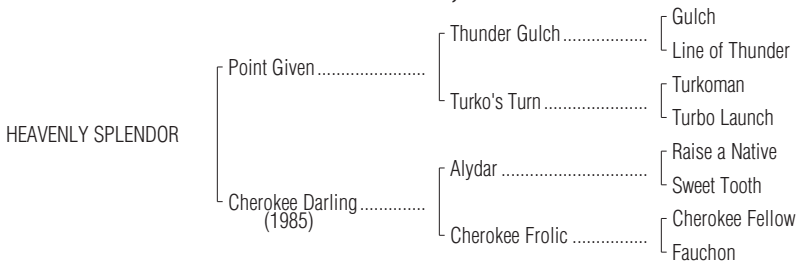 Gulch
Thunder Gulch....................
Line of Thunder
Point Given.......................
Turkoman
Turko's Turn......................
Turbo Launch
HEAVENLY SPLENDOR
Raise a Native
Alydar ...............................
Sweet Tooth
Cherokee Darling..............
(1985)
Cherokee Fellow
Cherokee Frolic ................
Fauchon